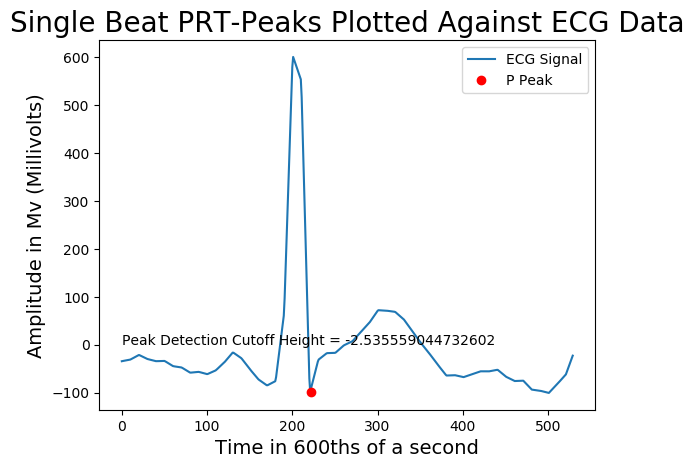 Single Beat PRT-Peaks Plotted Against ECG Data
ECG Signal
P Peak
Amplitude in Mv (Millivolts)
600
500
400
300
200
100
0
−100
Peak Detection Cutoff Height = -2.535559044732602
0 100 200 300 400 500
Time in 600ths of a second